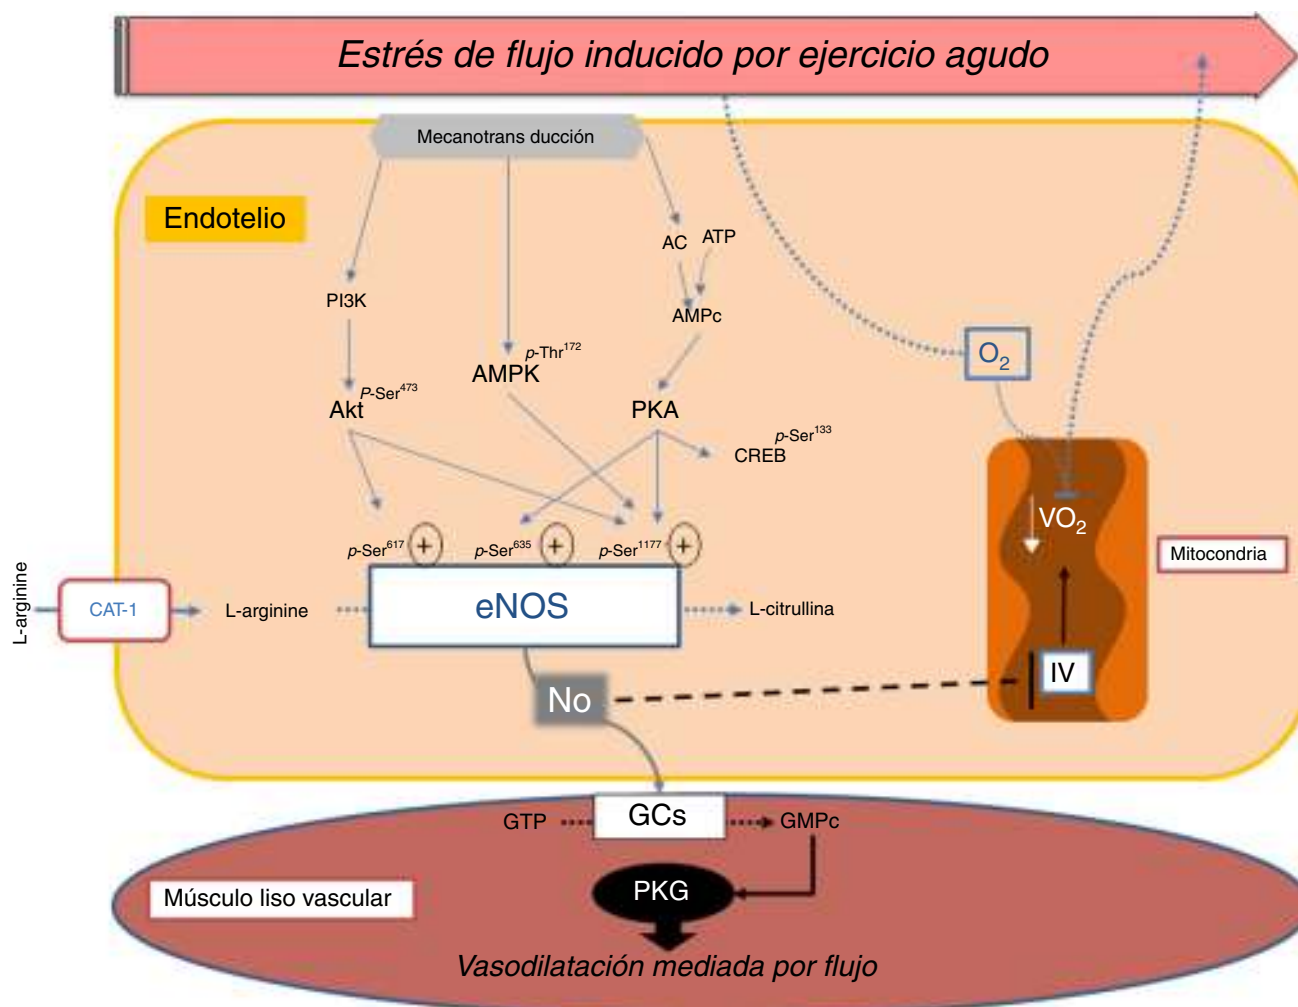 Estrés de flujo inducido por ejercicio agudo
Mecanotrans ducción
Endotelio
AC ATP
PI3K
AMPc
O2
p-Thr172
AMPK
P-Ser473
Akt
PKA
p-Ser133
CREB
VO2
Mitocondria
p-Ser617 +
p-Ser635 +
p-Ser1177 +
L-arginine
CAT-1
L-arginine
eNOS
L-citrullina
IV
No
GTP
GCs
GMPc
PKG
Músculo liso vascular
Vasodilatación mediada por flujo